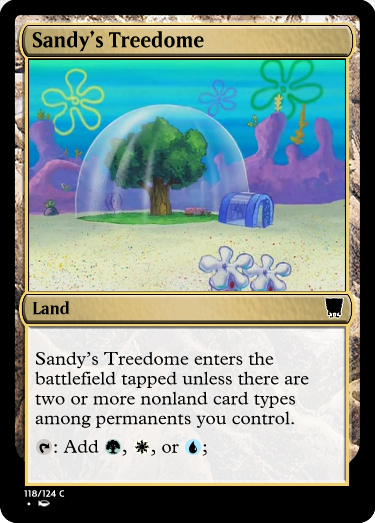 Sandy's Treedome
Land
Sandy's Treedome enters the
battlefield tapped unless there are
two or more nonland card types
among permanents you control.
: Add , , or ;
118/124 C